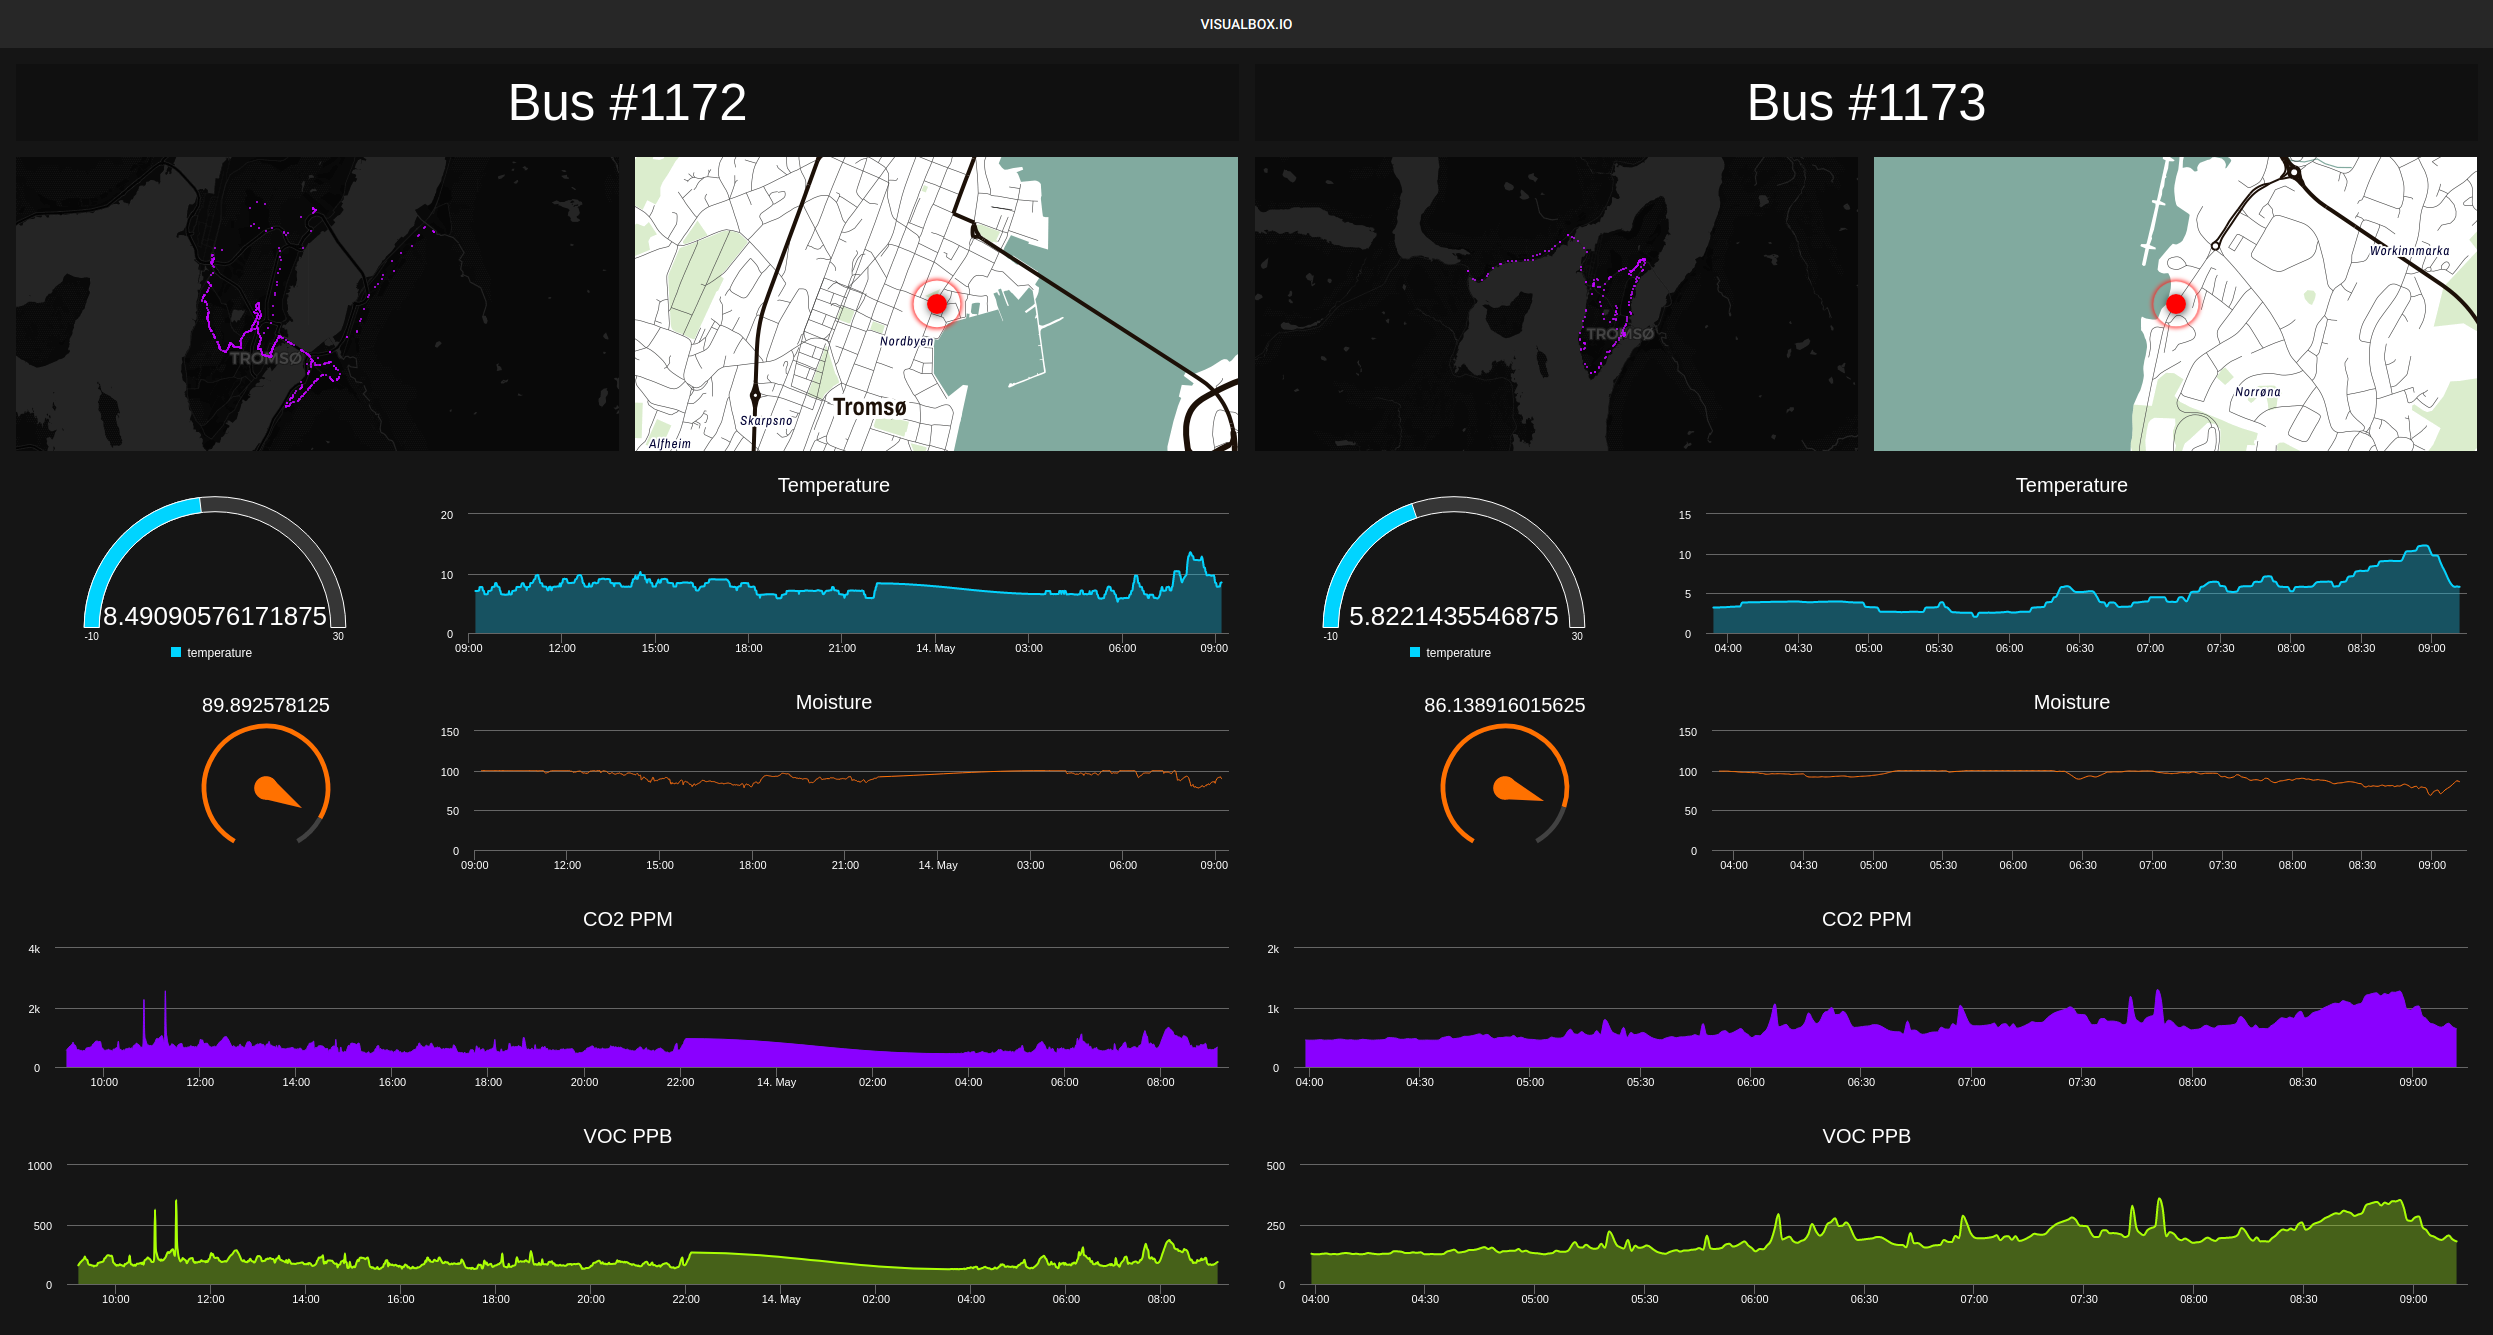 VISUALBOX.IO
Bus #1172
TROMSØ
Nordbyen
Tromsø
Skarpsno
Alfheim
8.49090576171875
-10
30
temperature
Temperature
20
10
0
09:00 12:00 15:00 18:00 21:00 14. May 03:00 06:00 09:00
89.892578125
Moisture
150
100
50
0
09:00 12:00 15:00 18:00 21:00 14. May 03:00 06:00 09:00
CO2 PPM
4k
2k
0
10:00 12:00 14:00 16:00 18:00 20:00 22:00 14. May 02:00 04:00 06:00 08:00
VOC PPB
1000
500
0
10:00 12:00 14:00 16:00 18:00 20:00 22:00 14. May 02:00 04:00 06:00 08:00
Bus #1173
TROMSØ
Workinnmarka
Norrøna
5.8221435546875
-10
30
temperature
Temperature
15
10
5
0
04:00 04:30 05:00 05:30 06:00 06:30 07:00 07:30 08:00 08:30 09:00
86.138916015625
Moisture
150
100
50
0
04:00 04:30 05:00 05:30 06:00 06:30 07:00 07:30 08:00 08:30 09:00
CO2 PPM
2k
1k
0
04:00 04:30 05:00 05:30 06:00 06:30 07:00 07:30 08:00 08:30 09:00
VOC PPB
500
250
0
04:00 04:30 05:00 05:30 06:00 06:30 07:00 07:30 08:00 08:30 09:00